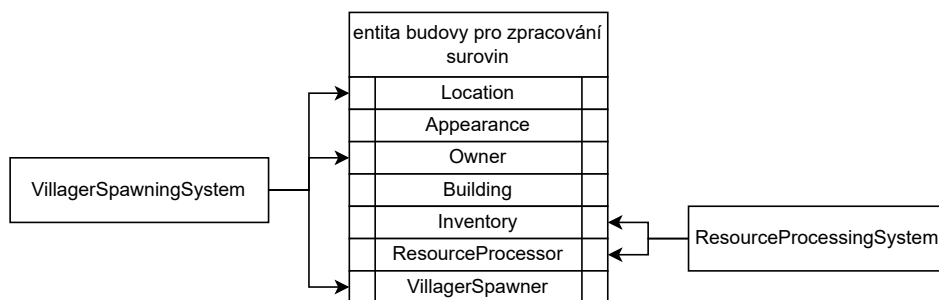 entita budovy pro zpracování
surovin
Location
Appearance
Owner
VillagerSpawningSystem
Building
Inventory
ResourceProcessingSystem
ResourceProcessor
VillagerSpawner